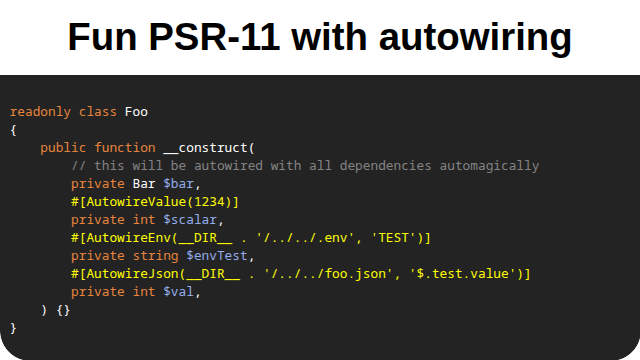 Fun PSR-11 with autowiring
readonly class Foo
{
    public function __construct(
        // this will be autowired with all dependencies automagically
        private Bar $bar,
        #[AutowireValue(1234)]
        private int $scalar,
        #[AutowireEnv(__DIR__ . '/../../.env', 'TEST')]
        private string $envTest,
        #[AutowireJson(__DIR__ . '/../../foo.json', '$.test.value')]
        private int $val,
    ) {}
}